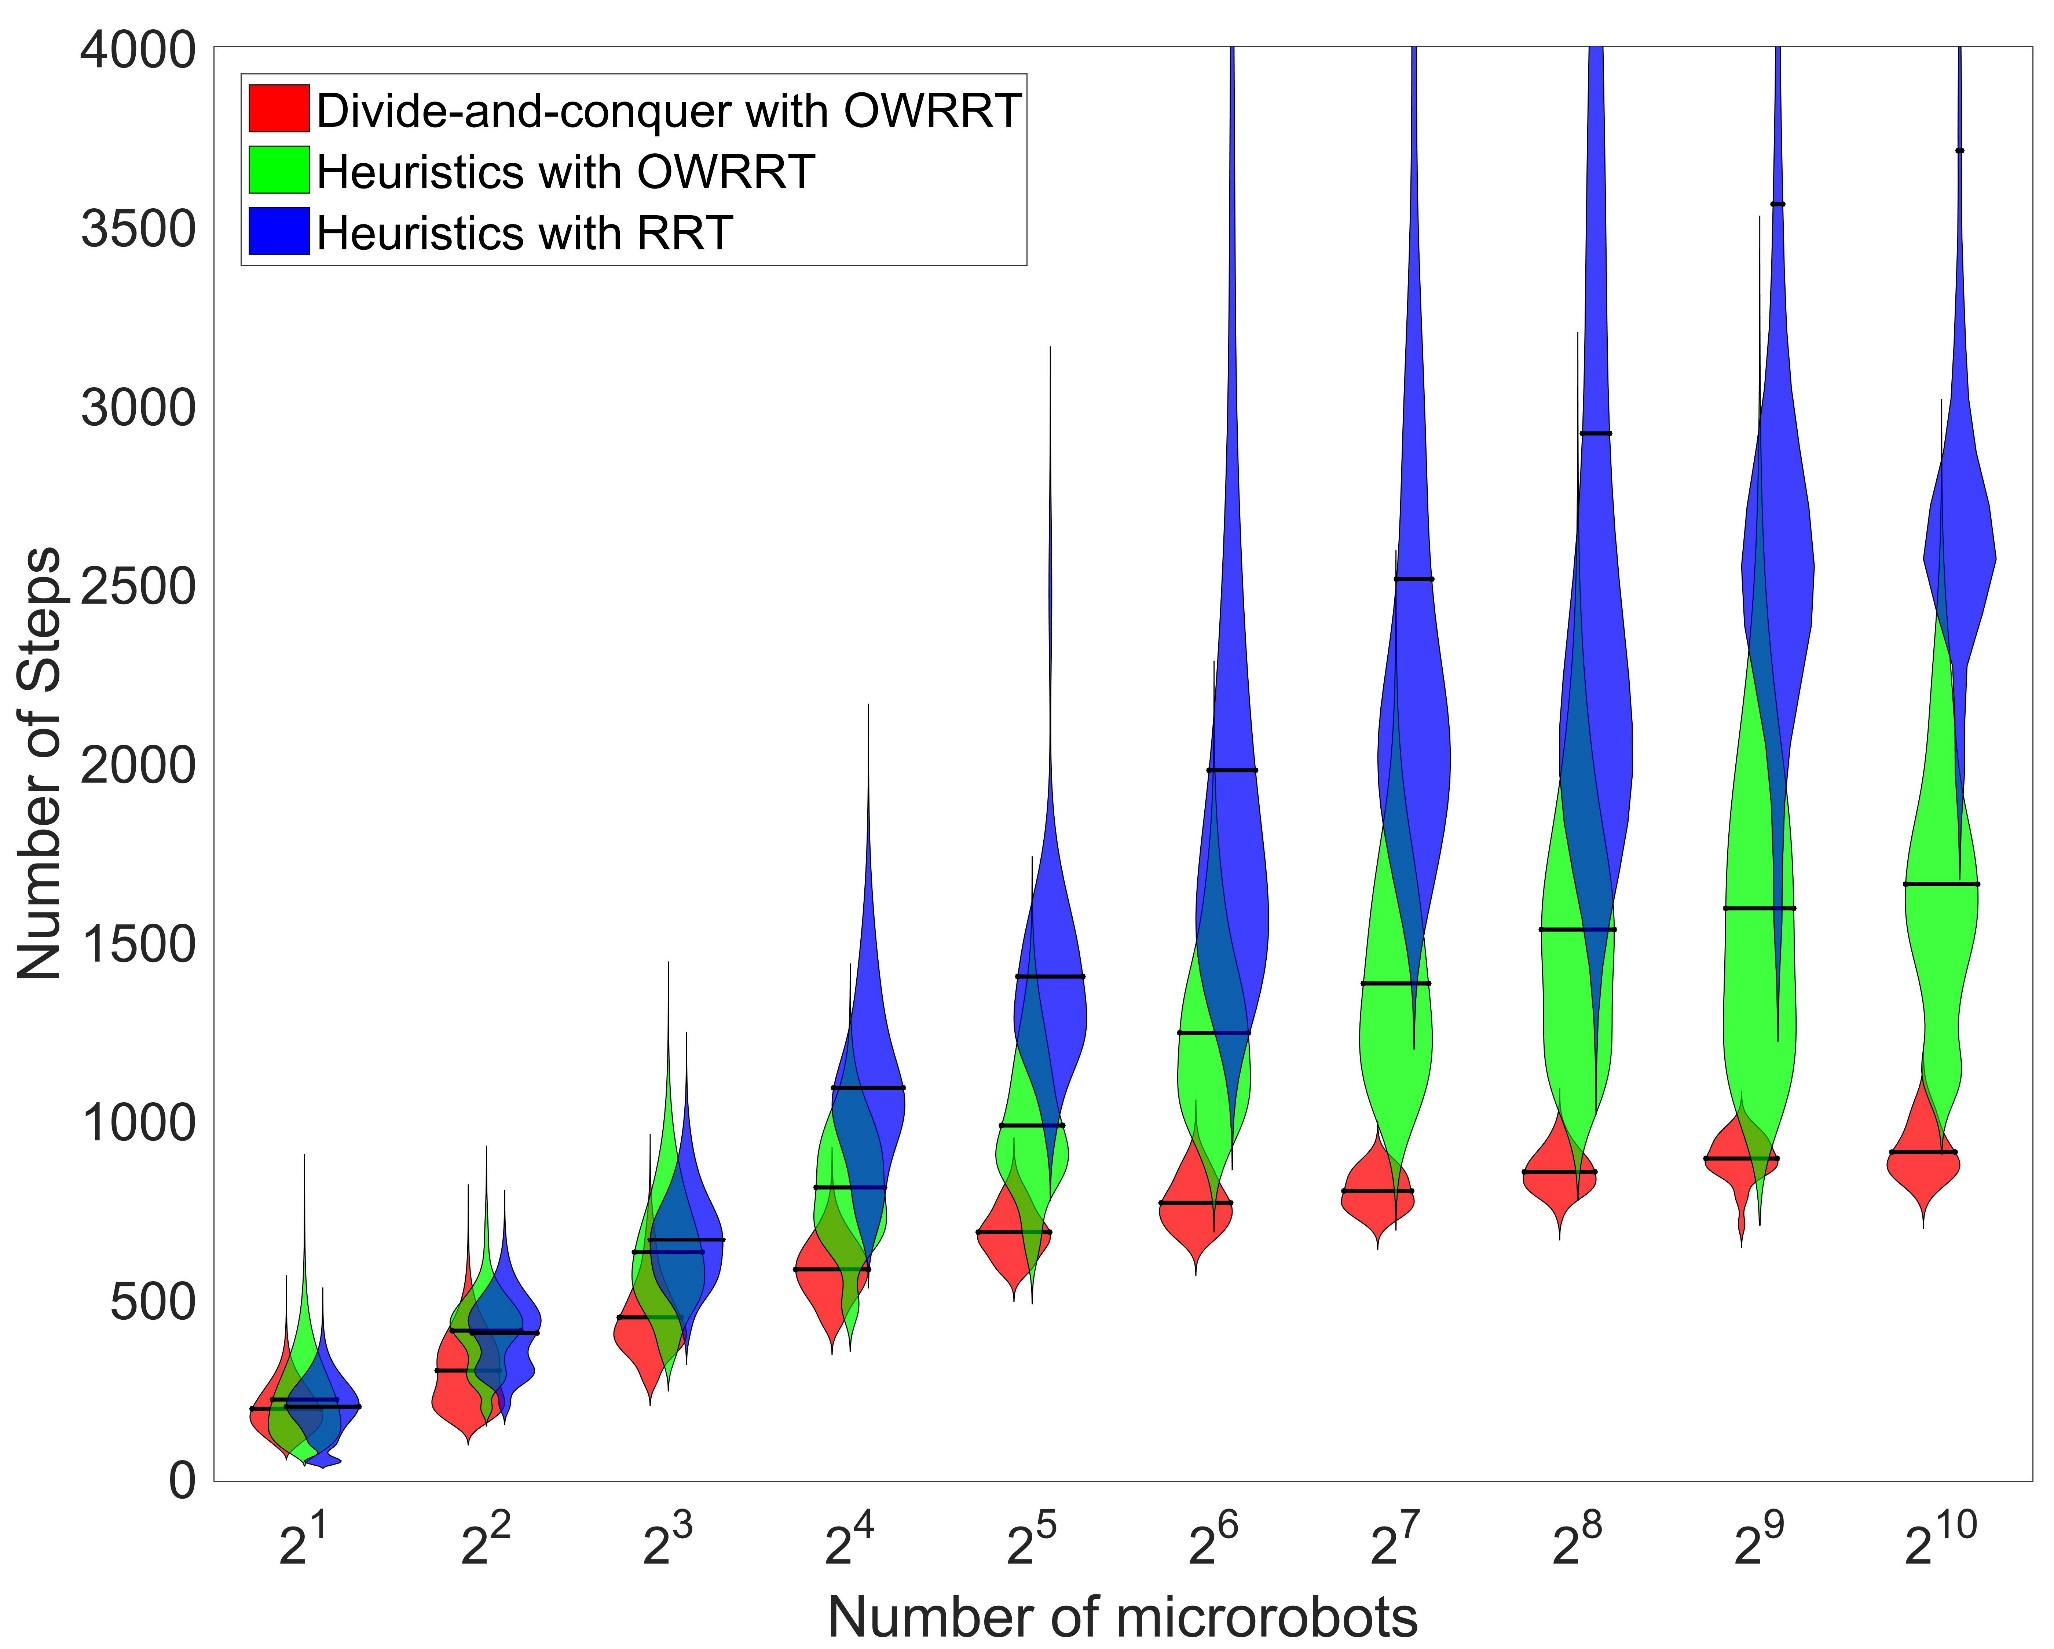 4000
3500
3000
2500
2000
1500
1000
500
0
Number of Steps
Divide-and-conquer with OWRRT
Heuristics with OWRRT
Heuristics with RRT
2^1 2^2 2^3 2^4 2^5 2^6 2^7 2^8 2^9 2^10
Number of microrobots